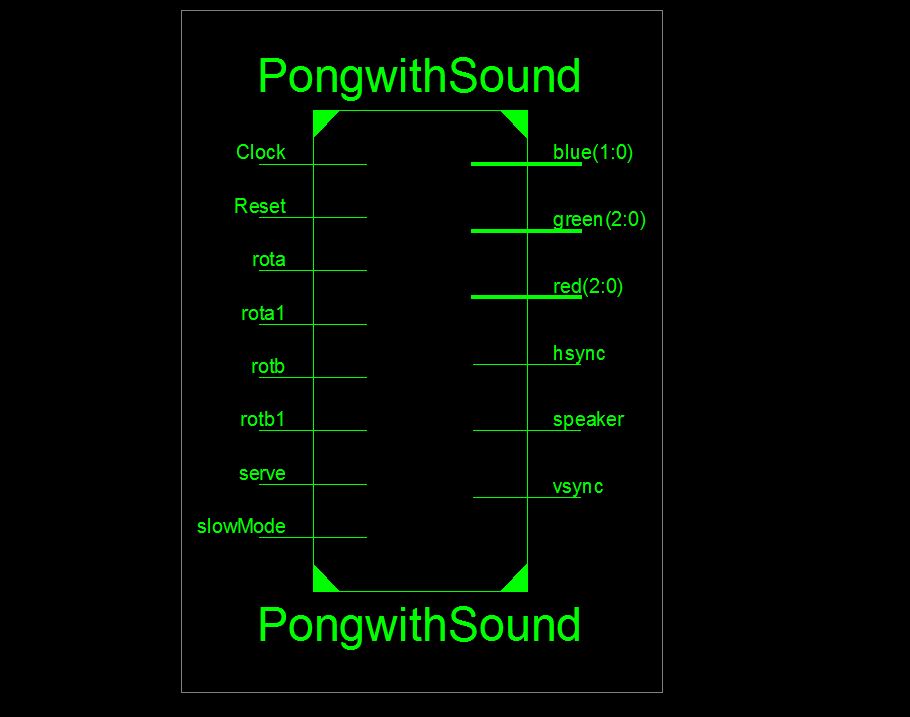 PongwithSound
Clock
blue(1:0)
Reset
green(2:0)
rota
red(2:0)
rota1
hsync
rotb
rotb1
speaker
serve
vsync
slowMode
PongwithSound